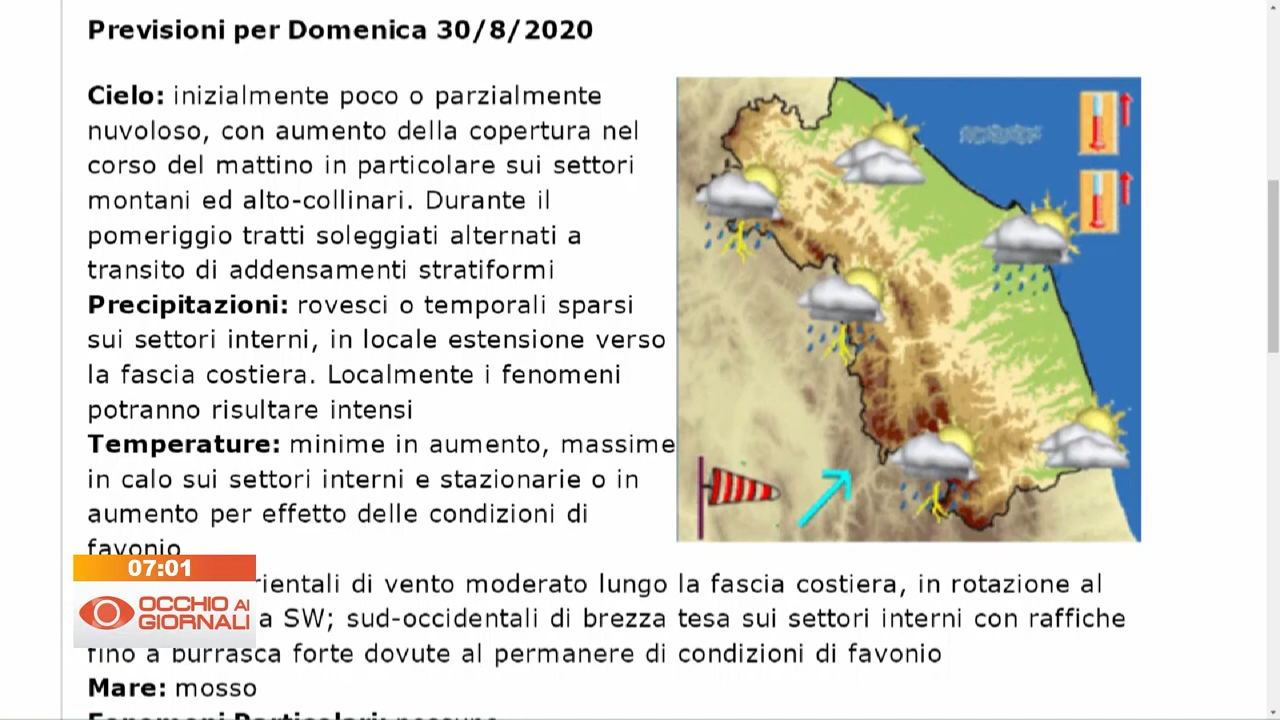 Previsioni per Domenica 30/8/2020
Cielo: inizialmente poco o parzialmente
nuvoloso, con aumento della copertura nel
corso del mattino in particolare sui settori
montani ed alto-collinari. Durante il
pomeriggio tratti soleggiati alternati a
transito di addensamenti stratiformi
Precipitazioni: rovesci o temporali sparsi
sui settori interni, in locale estensione verso
la fascia costiera. Localmente i fenomeni
potranno risultare intensi
Temperature: minime in aumento, massime
in calo sui settori interni e stazionarie o in
aumento per effetto delle condizioni di
favonio
rientali di vento moderato lungo la fascia costiera, in rotazione al
a SW; sud-occidentali di brezza tesa sui settori interni con raffiche
fino a burrasca forte dovute al permanere di condizioni di favonio
Mare: mosso
Fenomeni Particolari: nessuno
07:01
OCCHIO AI
GIORNALI